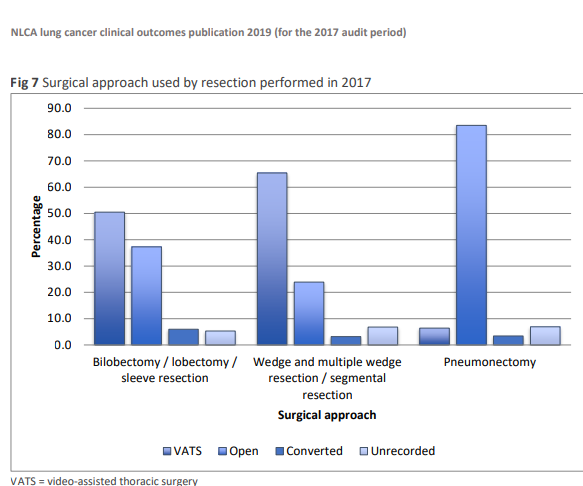 NLCA lung cancer clinical outcomes publication 2019 (for the 2017 audit period)
Fig 7 Surgical approach used by resection performed in 2017
90.0
80.0
70.0
60.0
50.0
40.0
30.0
20.0
10.0
0.0
Percentage
Bilobectomy / lobectomy /
sleeve resection
Wedge and multiple wedge
resection / segmental
resection
Pneumonectomy
Surgical approach
VATS Open Converted Unrecorded
VATS = video-assisted thoracic surgery